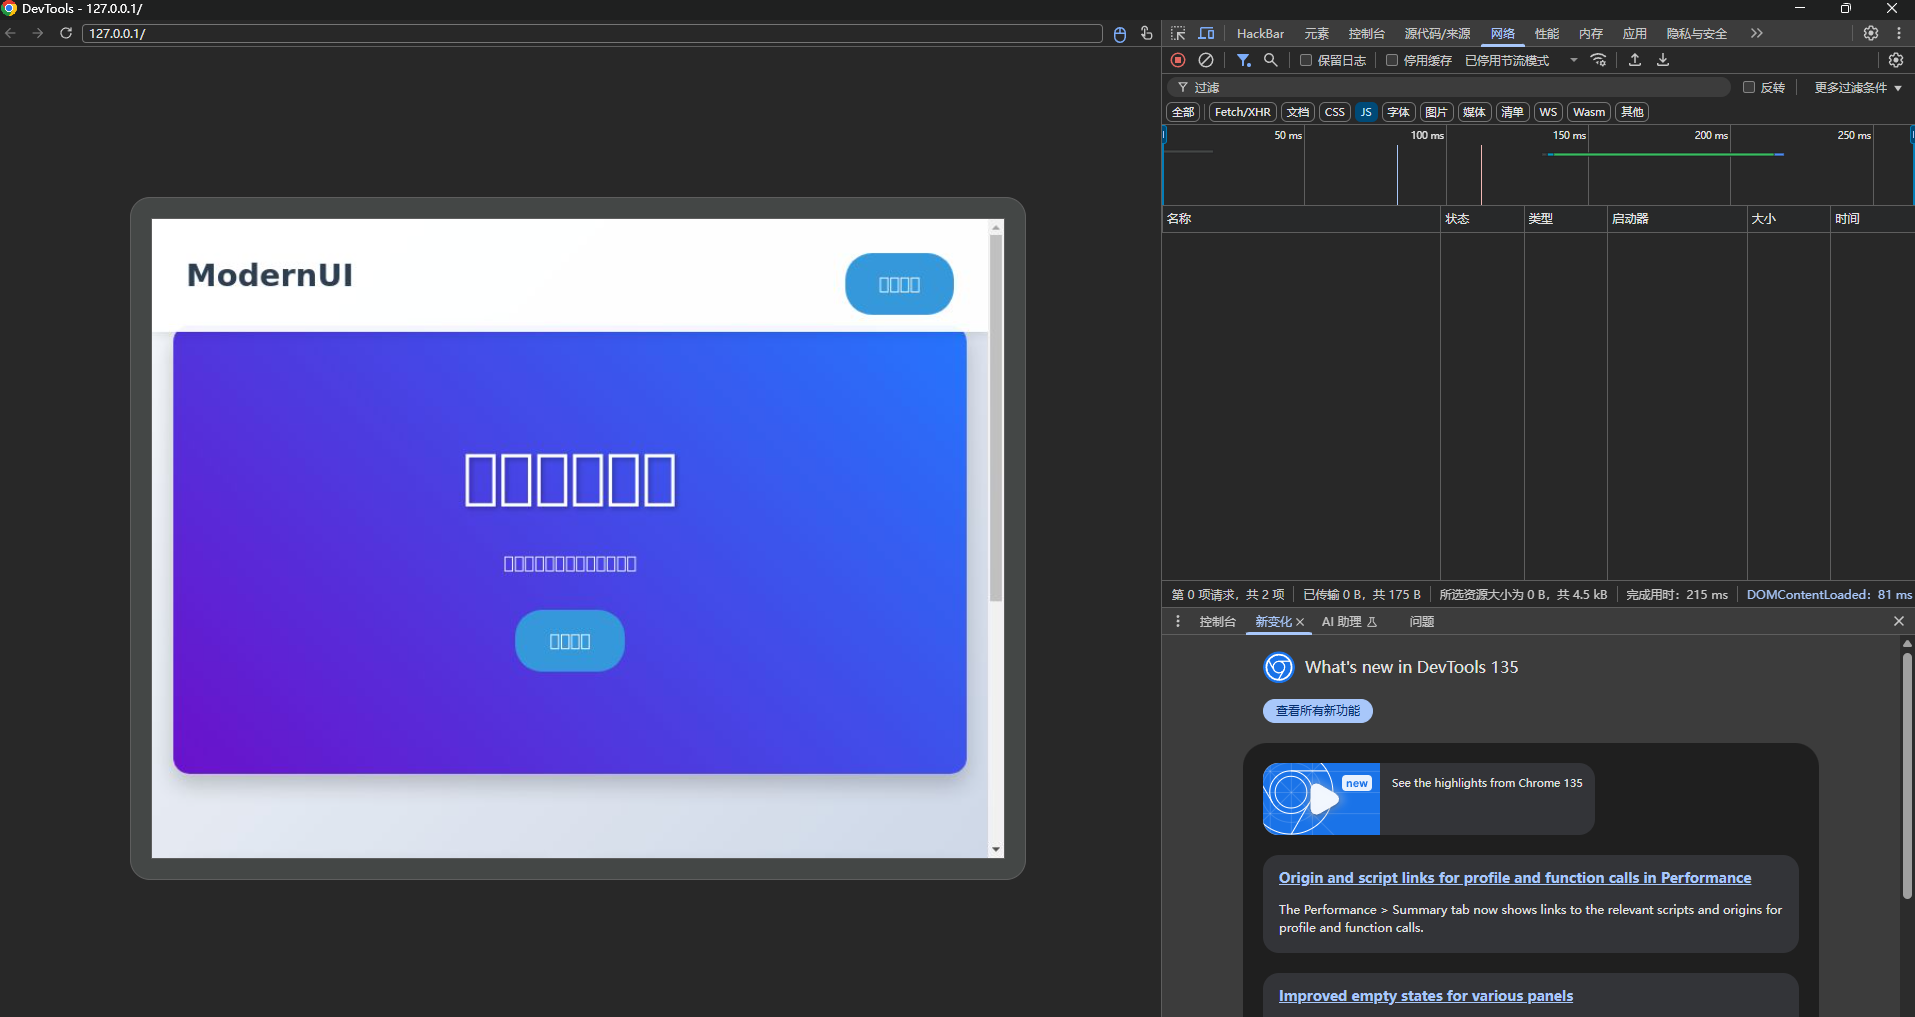 DevTools - 127.0.0.1/
127.0.0.1/
HackBar 元素 控制台 源代码/来源 网络 性能 内存 应用 隐私与安全
保留日志 停用缓存 已停用节流模式
过滤 反转 更多过滤条件
全部 Fetch/XHR 文档 CSS JS 字体 图片 媒体 清单 WS Wasm 其他
50 ms 100 ms 150 ms 200 ms 250 ms
名称 状态 类型 启动器 大小 时间
ModernUI
第 0 项请求，共 2 项 已传输 0 B，共 175 B 所选资源大小为 0 B，共 4.5 kB 完成用时：215 ms DOMContentLoaded：81 ms
控制台 新变化 AI 助理 问题
What's new in DevTools 135
查看所有新功能
new
See the highlights from Chrome 135
Origin and script links for profile and function calls in Performance
The Performance > Summary tab now shows links to the relevant scripts and origins for
profile and function calls.
Improved empty states for various panels